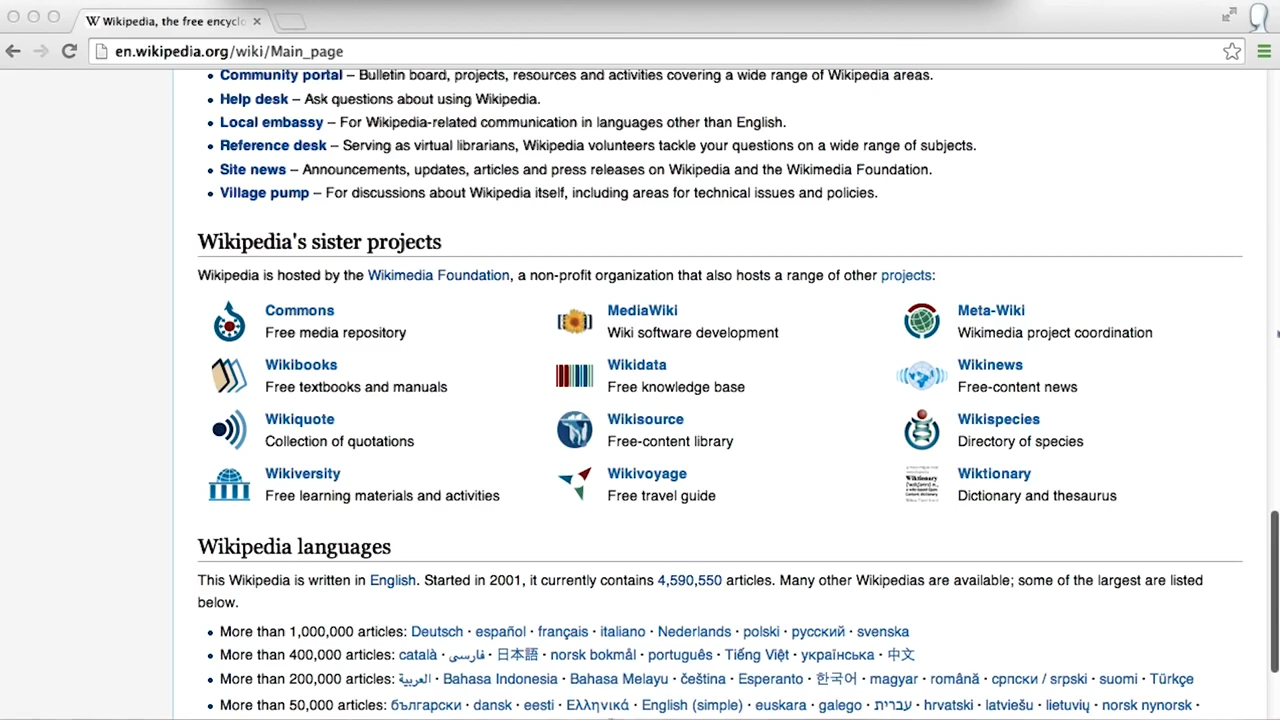 Wikipedia, the free encyclo
en.wikipedia.org/wiki/Main_page
Community portal – Bulletin board, projects, resources and activities covering a wide range of Wikipedia areas.
Help desk – Ask questions about using Wikipedia.
Local embassy – For Wikipedia-related communication in languages other than English.
Reference desk – Serving as virtual librarians, Wikipedia volunteers tackle your questions on a wide range of subjects.
Site news – Announcements, updates, articles and press releases on Wikipedia and the Wikimedia Foundation.
Village pump – For discussions about Wikipedia itself, including areas for technical issues and policies.
Wikipedia's sister projects
Wikipedia is hosted by the Wikimedia Foundation, a non-profit organization that also hosts a range of other projects:
Commons
Free media repository
MediaWiki
Wiki software development
Meta-Wiki
Wikimedia project coordination
Wikibooks
Free textbooks and manuals
Wikidata
Free knowledge base
Wikinews
Free-content news
Wikiquote
Collection of quotations
Wikisource
Free-content library
Wikispecies
Directory of species
Wikiversity
Free learning materials and activities
Wikivoyage
Free travel guide
Wiktionary
Wiktionary
Dictionary and thesaurus
Wikipedia languages
This Wikipedia is written in English. Started in 2001, it currently contains 4,590,550 articles. Many other Wikipedias are available; some of the largest are listed
below.
More than 1,000,000 articles: Deutsch · español · français · italiano · Nederlands · polski · русский · svenska
More than 400,000 articles: català · فارسی · 日本語 · norsk bokmål · português · Tiếng Việt · українська · 中文
More than 200,000 articles: العربية · Bahasa Indonesia · Bahasa Melayu · čeština · Esperanto · 한국어 · magyar · română · српски / srpski · suomi · Türkçe
More than 50,000 articles: български · dansk · eesti · Ελληνικά · English (simple) · euskara · galego · עברית · hrvatski · latviešu · lietuvių · norsk nynorsk ·